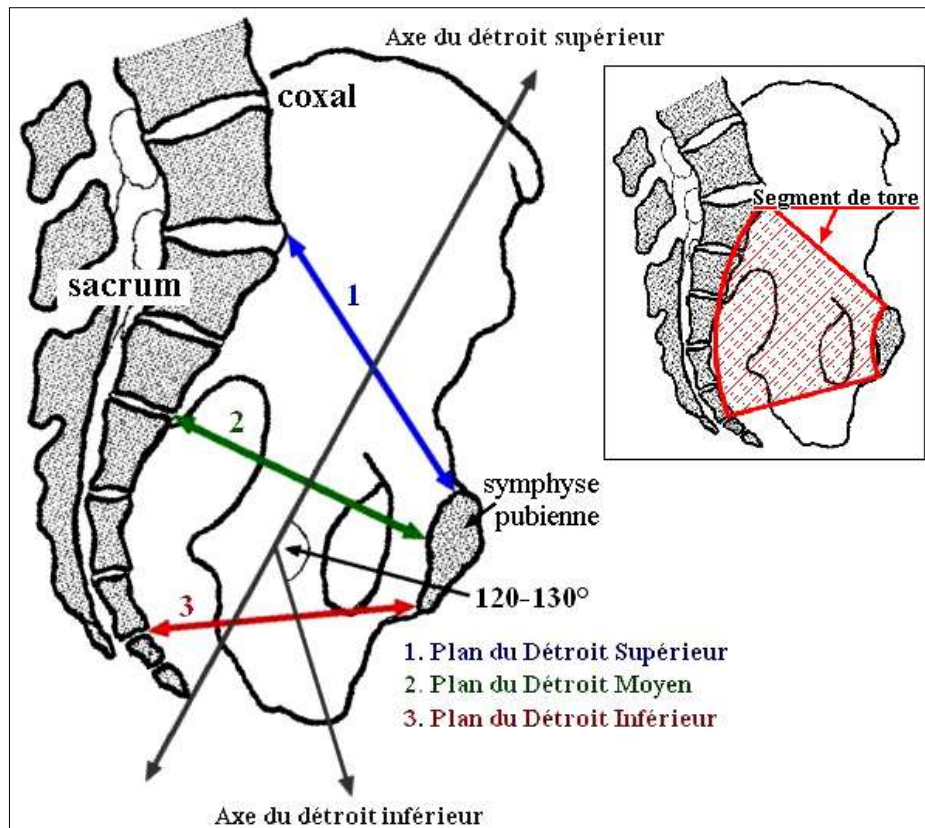 Axe du détroit supérieur
coxal
Segment de tore
1
sacrum
2
symphyse
pubienne
120-130°
3
1. Plan du Détroit Supérieur
2. Plan du Détroit Moyen
3. Plan du Détroit Inférieur
Axe du détroit inférieur